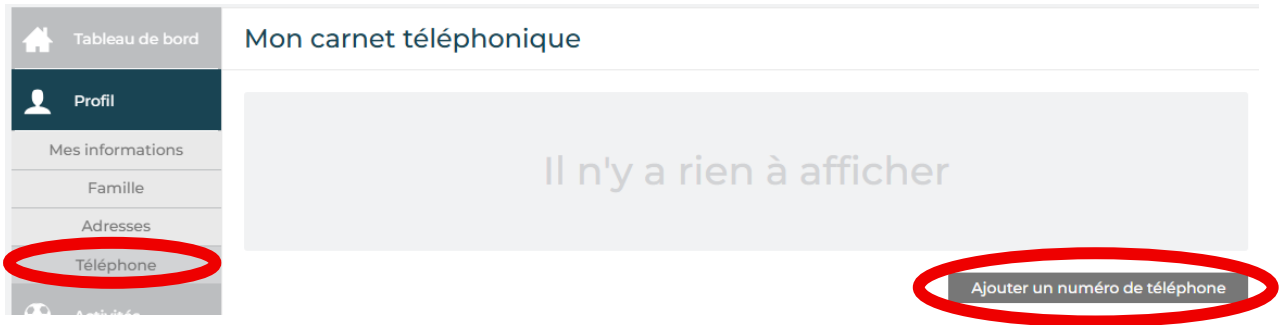 Tableau de bord
Mon carnet téléphonique
Profil
Mes informations
Famille
Adresses
Téléphone
Activités
Il n'y a rien à afficher
Ajouter un numéro de téléphone